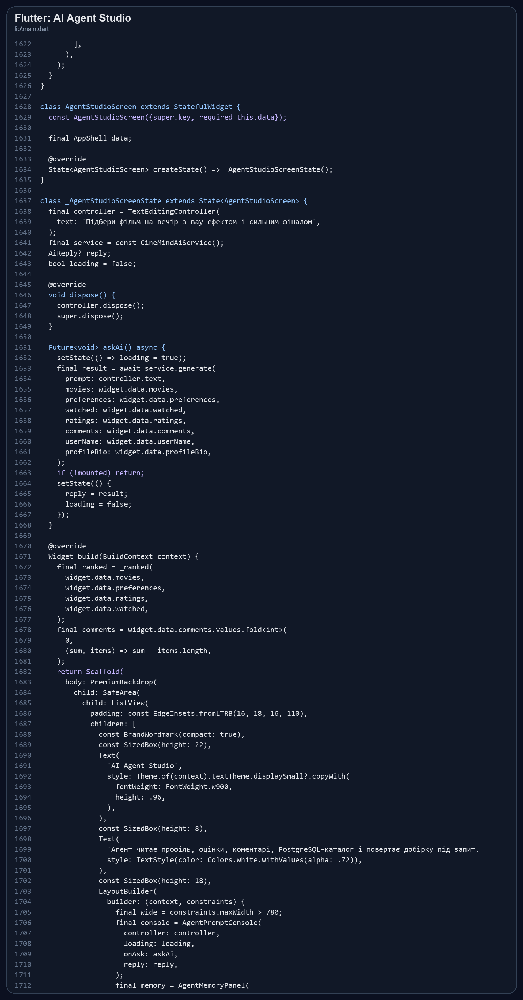 Flutter: AI Agent Studio
lib\main.dart
1622          ],
1623        ),
1624      );
1625    }
1626  }
1627
1628  class AgentStudioScreen extends StatefulWidget {
1629    const AgentStudioScreen({super.key, required this.data});
1630
1631    final AppShell data;
1632
1633    @override
1634    State<AgentStudioScreen> createState() => _AgentStudioScreenState();
1635  }
1636
1637  class _AgentStudioScreenState extends State<AgentStudioScreen> {
1638    final controller = TextEditingController(
1639      text: 'Підбери фільм на вечір з вау-ефектом і сильним фіналом',
1640    );
1641    final service = const CineMindAiService();
1642    AiReply? reply;
1643    bool loading = false;
1644
1645    @override
1646    void dispose() {
1647      controller.dispose();
1648      super.dispose();
1649    }
1650
1651    Future<void> askAi() async {
1652      setState(() => loading = true);
1653      final result = await service.generate(
1654        prompt: controller.text,
1655        movies: widget.data.movies,
1656        preferences: widget.data.preferences,
1657        watched: widget.data.watched,
1658        ratings: widget.data.ratings,
1659        comments: widget.data.comments,
1660        userName: widget.data.userName,
1661        profileBio: widget.data.profileBio,
1662      );
1663      if (!mounted) return;
1664      setState(() {
1665        reply = result;
1666        loading = false;
1667      });
1668    }
1669
1670    @override
1671    Widget build(BuildContext context) {
1672      final ranked = _ranked(
1673        widget.data.movies,
1674        widget.data.preferences,
1675        widget.data.ratings,
1676        widget.data.watched,
1677      );
1678      final comments = widget.data.comments.values.fold<int>(
1679        0,
1680        (sum, items) => sum + items.length,
1681      );
1682      return Scaffold(
1683        body: PremiumBackdrop(
1684          child: SafeArea(
1685            child: ListView(
1686              padding: const EdgeInsets.fromLTRB(16, 18, 16, 110),
1687              children: [
1688                const BrandWordmark(compact: true),
1689                const SizedBox(height: 22),
1690                Text(
1691                  'AI Agent Studio',
1692                  style: Theme.of(context).textTheme.displaySmall?.copyWith(
1693                    fontWeight: FontWeight.w900,
1694                    height: .96,
1695                  ),
1696                ),
1697                const SizedBox(height: 8),
1698                Text(
1699                  'Агент читає профіль, оцінки, коментарі, PostgreSQL-каталог і повертає добірку під запит.
1700                  style: TextStyle(color: Colors.white.withValues(alpha: .72)),
1701                ),
1702                const SizedBox(height: 18),
1703                LayoutBuilder(
1704                  builder: (context, constraints) {
1705                    final wide = constraints.maxWidth > 780;
1706                    final console = AgentPromptConsole(
1707                      controller: controller,
1708                      loading: loading,
1709                      onAsk: askAi,
1710                      reply: reply,
1711                    );
1712                    final memory = AgentMemoryPanel(